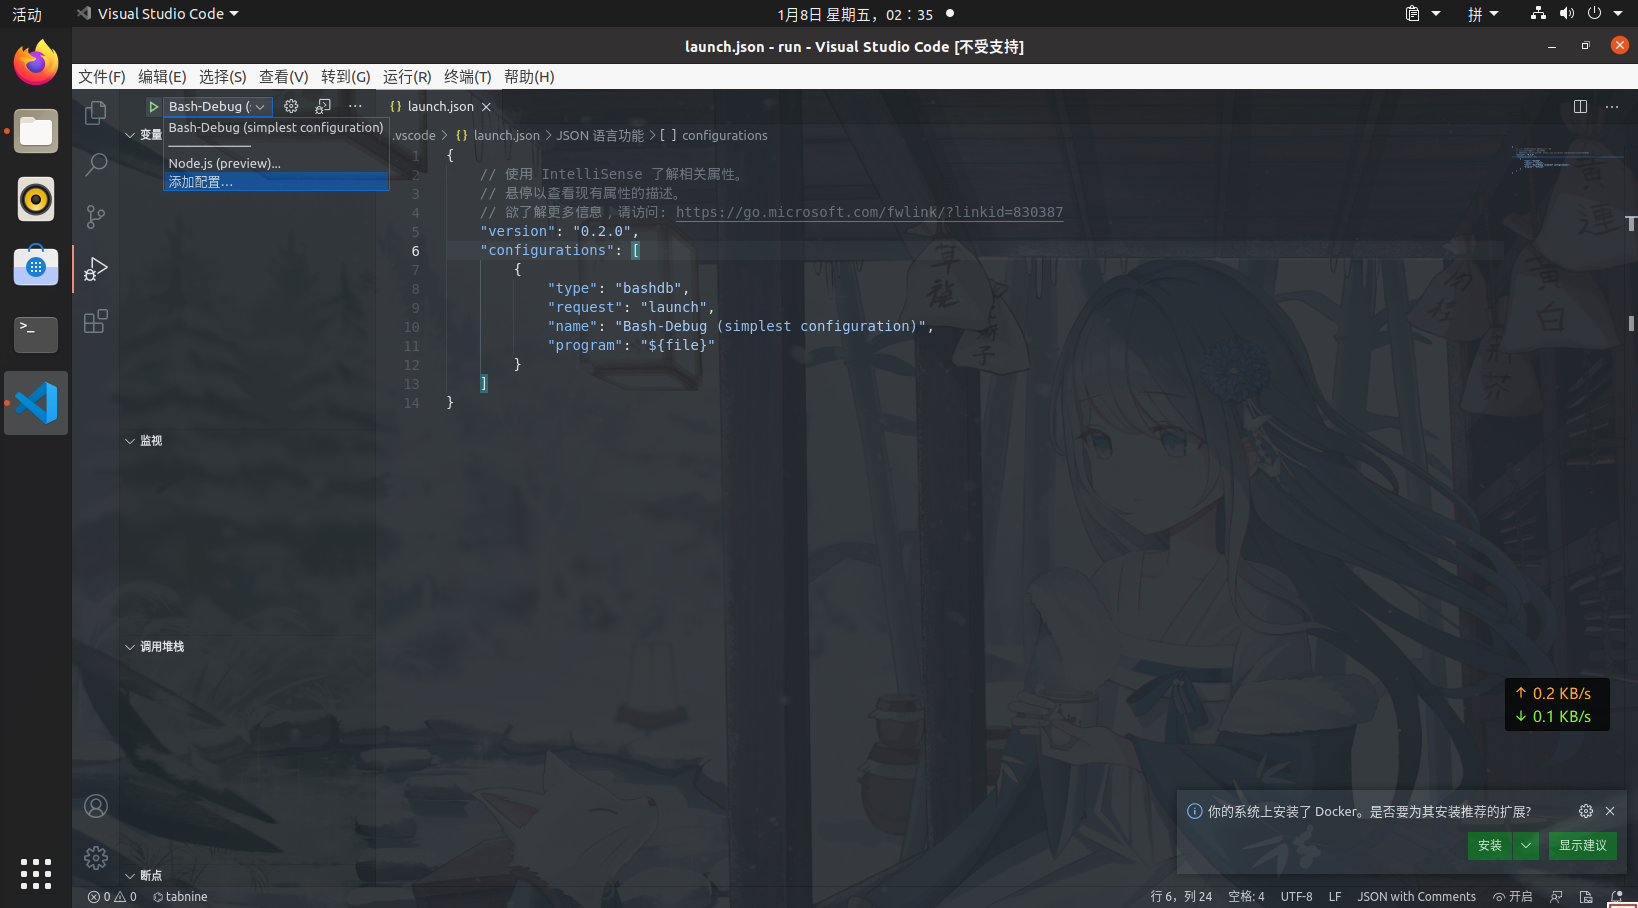 活动
Visual Studio Code
1月8日 星期五，02：35
拼
launch.json - run - Visual Studio Code [不受支持]
文件(F) 编辑(E) 选择(S) 查看(V) 转到(G) 运行(R) 终端(T) 帮助(H)
Bash-Debug (
launch.json
Bash-Debug (simplest configuration)
Node.js (preview)...
添加配置...
变量
.vscode > launch.json > JSON 语言功能 > [ ] configurations
1 {
2 // 使用 IntelliSense 了解相关属性。
3 // 悬停以查看现有属性的描述。
4 // 欲了解更多信息，请访问: https://go.microsoft.com/fwlink/?linkid=830387
5 "version": "0.2.0",
6 "configurations": [
7 {
8 "type": "bashdb",
9 "request": "launch",
10 "name": "Bash-Debug (simplest configuration)",
11 "program": "${file}"
12 }
13 ]
14 }
监视
调用堆栈
断点
↑ 0.2 KB/s
↓ 0.1 KB/s
你的系统上安装了 Docker。是否要为其安装推荐的扩展?
安装
显示建议
0 0 tabnine
行 6，列 24 空格: 4 UTF-8 LF JSON with Comments 开启